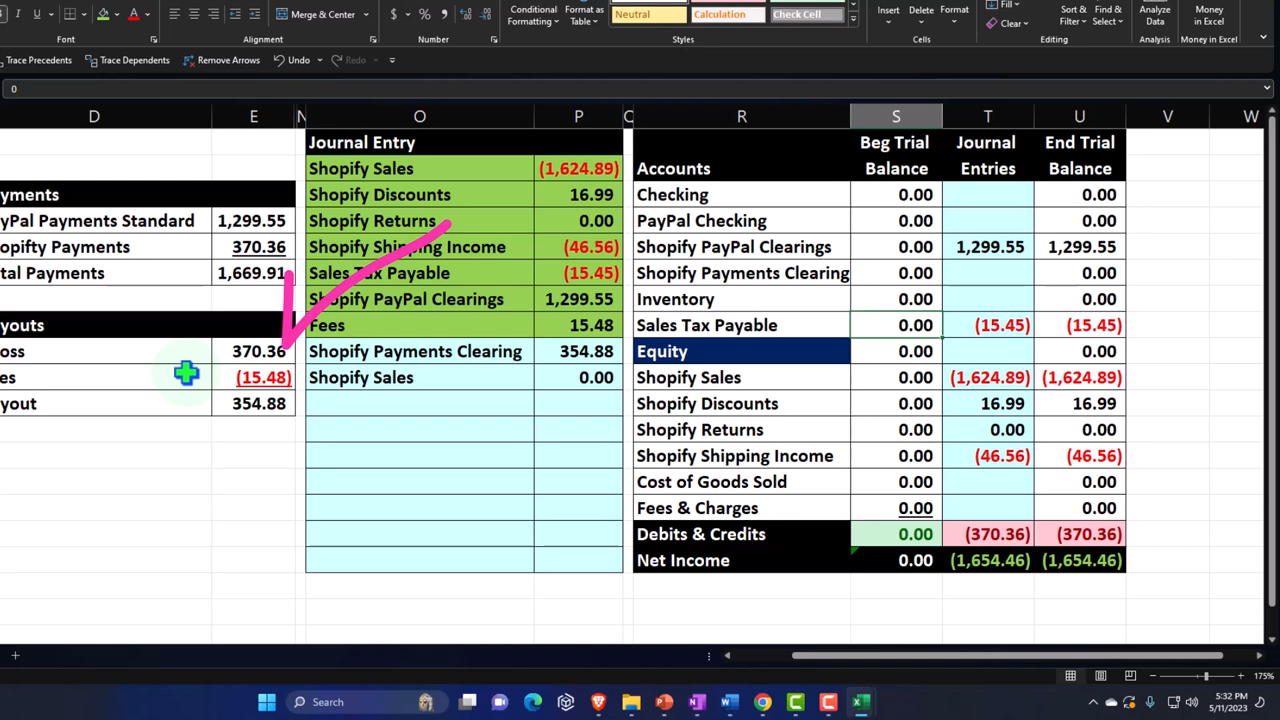 Merge & Center
$ % ,
Conditional Formatting
Format as Table
Neutral Calculation Check Cell
Insert Delete Format
Fill
Clear
Sort & Filter
Find & Select
Analyze Data
Money in Excel
Font Alignment Number Styles Cells Editing Analysis Money in Excel
Trace Precedents Trace Dependents Remove Arrows Undo Redo
0
D E N O P R S T U V W
Journal Entry Beg Trial Journal End Trial
Shopify Sales (1,624.89) Accounts Balance Entries Balance
yments Shopify Discounts 16.99 Checking 0.00 0.00
yPal Payments Standard 1,299.55 Shopify Returns 0.00 PayPal Checking 0.00 0.00
opifty Payments 370.36 Shopify Shipping Income (46.56) Shopify PayPal Clearings 0.00 1,299.55 1,299.55
tal Payments 1,669.91 Sales Tax Payable (15.45) Shopify Payments Clearing 0.00 0.00
Shopify PayPal Clearings 1,299.55 Inventory 0.00 0.00
youts Fees 15.48 Sales Tax Payable 0.00 (15.45) (15.45)
oss 370.36 Shopify Payments Clearing 354.88 Equity 0.00 0.00
es (15.48) Shopify Sales 0.00 Shopify Sales 0.00 (1,624.89) (1,624.89)
yout 354.88 Shopify Discounts 0.00 16.99 16.99
Shopify Returns 0.00 0.00 0.00
Shopify Shipping Income 0.00 (46.56) (46.56)
Cost of Goods Sold 0.00 0.00
Fees & Charges 0.00 0.00
Debits & Credits 0.00 (370.36) (370.36)
Net Income 0.00 (1,654.46) (1,654.46)
175%
Search
5:32 PM
5/11/2023